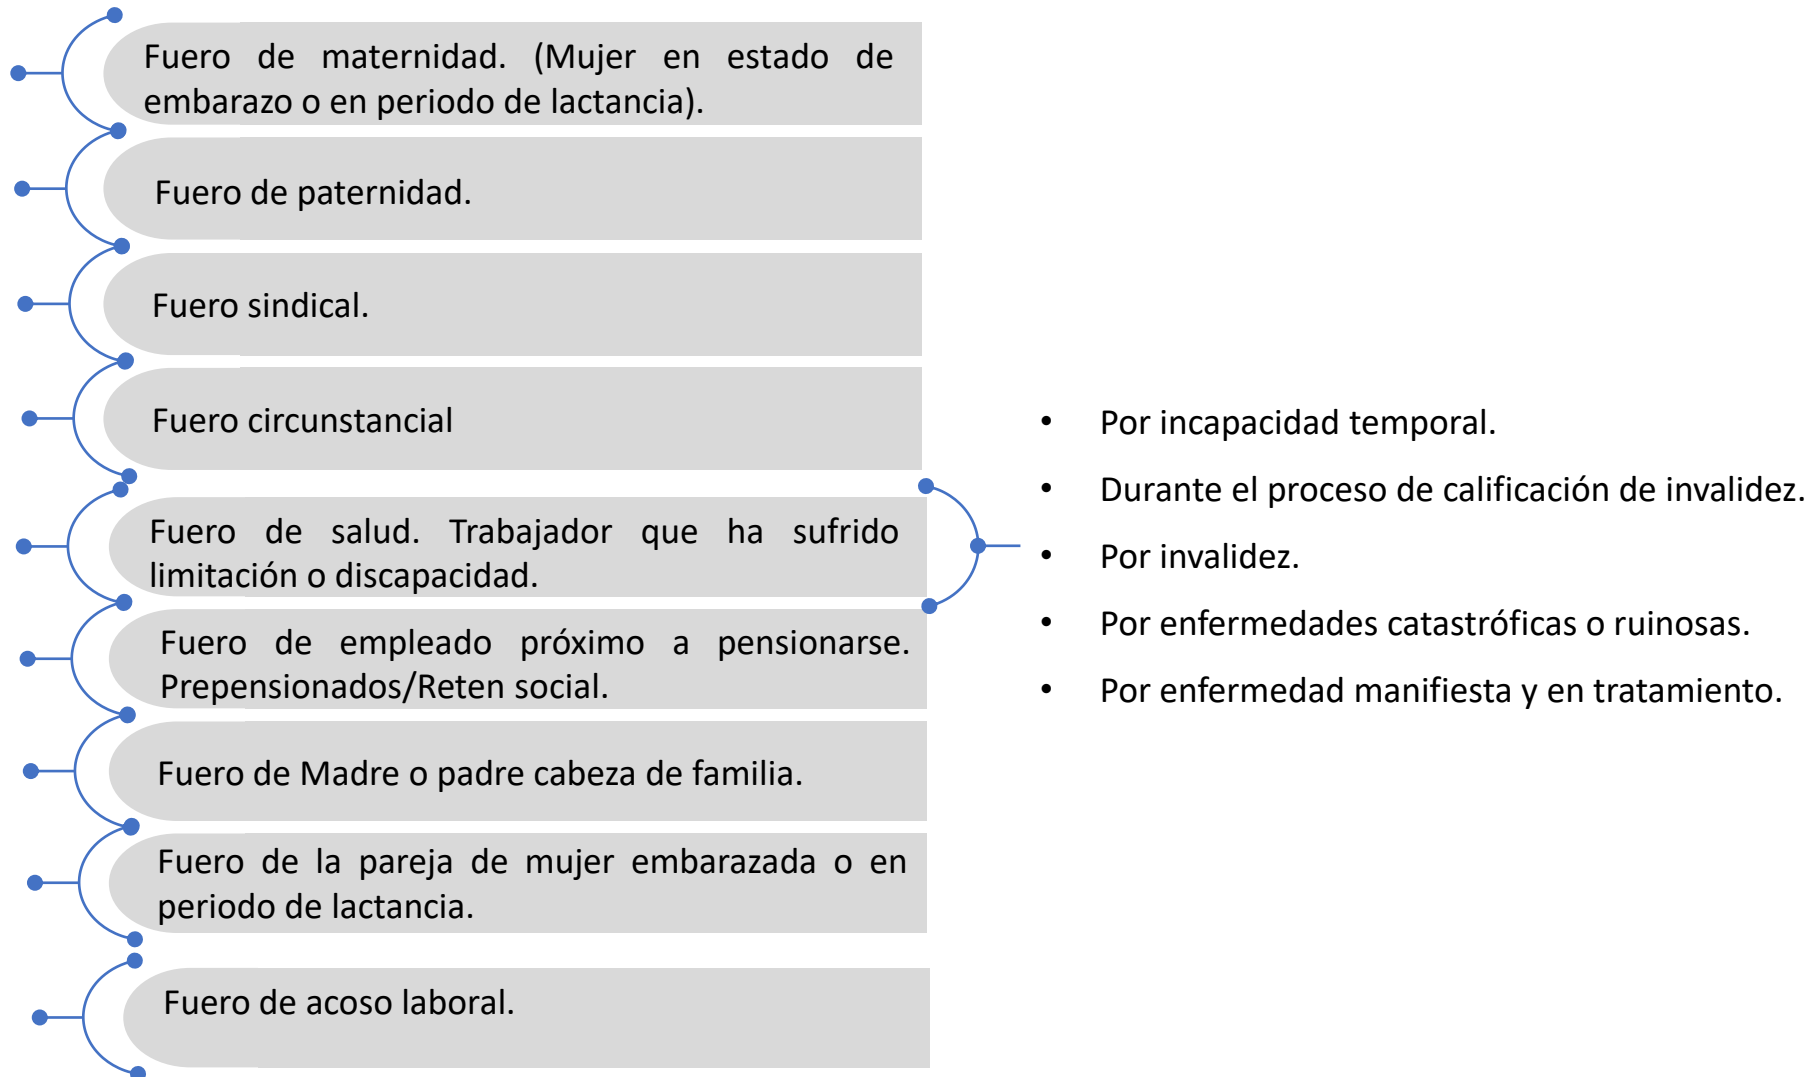 Fuero de maternidad. (Mujer en estado de
embarazo o en periodo de lactancia).
Fuero de paternidad.
Fuero sindical.
Fuero circunstancial
Fuero de salud. Trabajador que ha sufrido
limitación o discapacidad.
Fuero de empleado próximo a pensionarse.
Prepensionados/Reten social.
Fuero de Madre o padre cabeza de familia.
Fuero de la pareja de mujer embarazada o en
periodo de lactancia.
Fuero de acoso laboral.
• Por incapacidad temporal.
• Durante el proceso de calificación de invalidez.
• Por invalidez.
• Por enfermedades catastróficas o ruinosas.
• Por enfermedad manifiesta y en tratamiento.